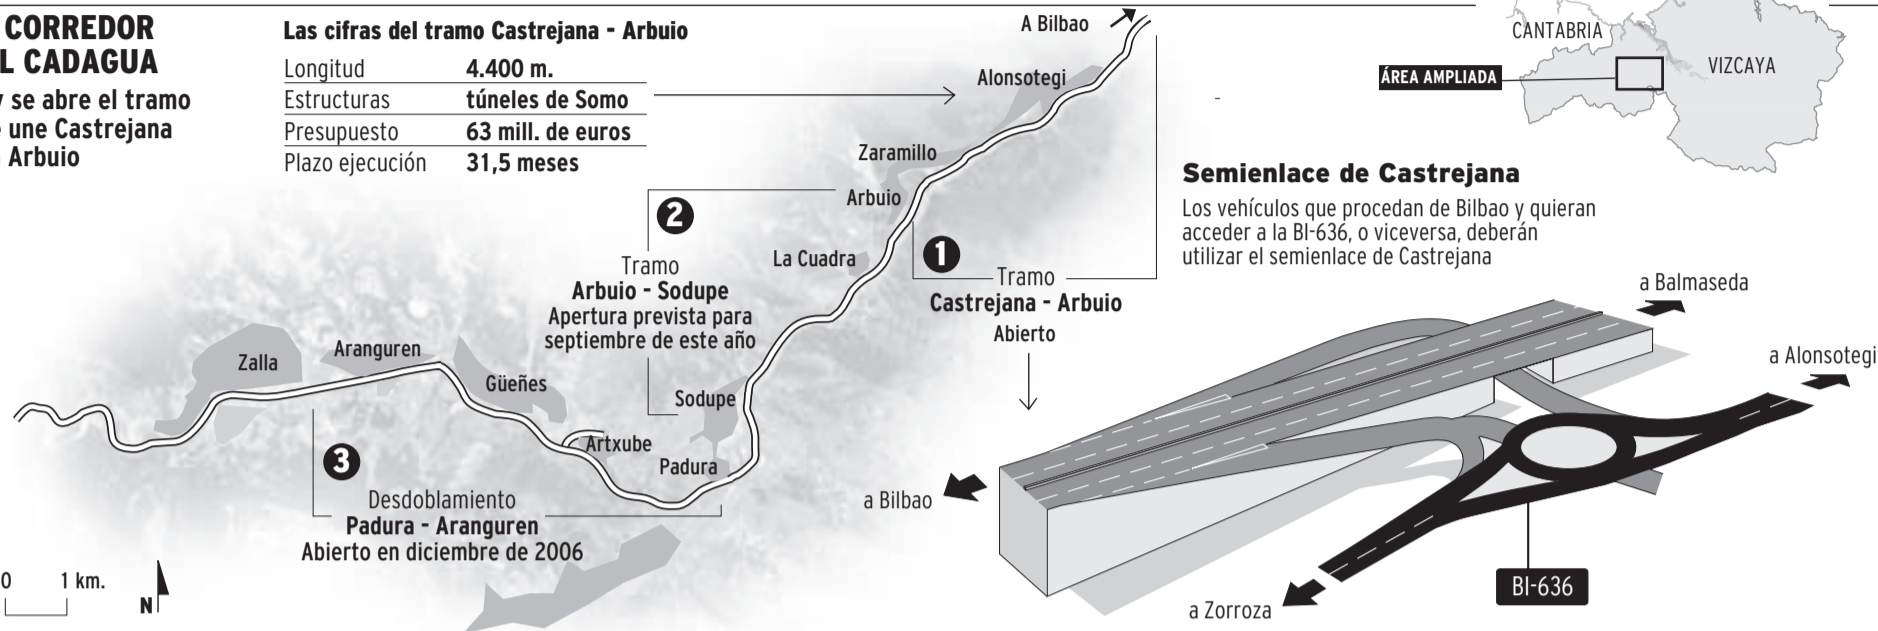 CORREDOR
L CADAGUA
y se abre el tramo
e une Castrejana
Arbuio
Las cifras del tramo Castrejana - Arbuio
Longitud 4.400 m.
Estructuras túneles de Somo
Presupuesto 63 mill. de euros
Plazo ejecución 31,5 meses
A Bilbao
Alonsotegi
Zaramillo
Arbuio
La Cuadra
Sodupe
Padura
Artxube
Güeñes
Aranguren
Zalla
1
Tramo
Castrejana - Arbuio
Abierto
2
Tramo
Arbuio - Sodupe
Apertura prevista para
septiembre de este año
3
Desdoblamiento
Padura - Aranguren
Abierto en diciembre de 2006
0 1 km.
N
CANTABRIA
VIZCAYA
ÁREA AMPLIADA
Semienlace de Castrejana
Los vehículos que procedan de Bilbao y quieran
acceder a la BI-636, o viceversa, deberán
utilizar el semienlace de Castrejana
a Balmaseda
a Alonsotegi
a Bilbao
a Zorroza
BI-636